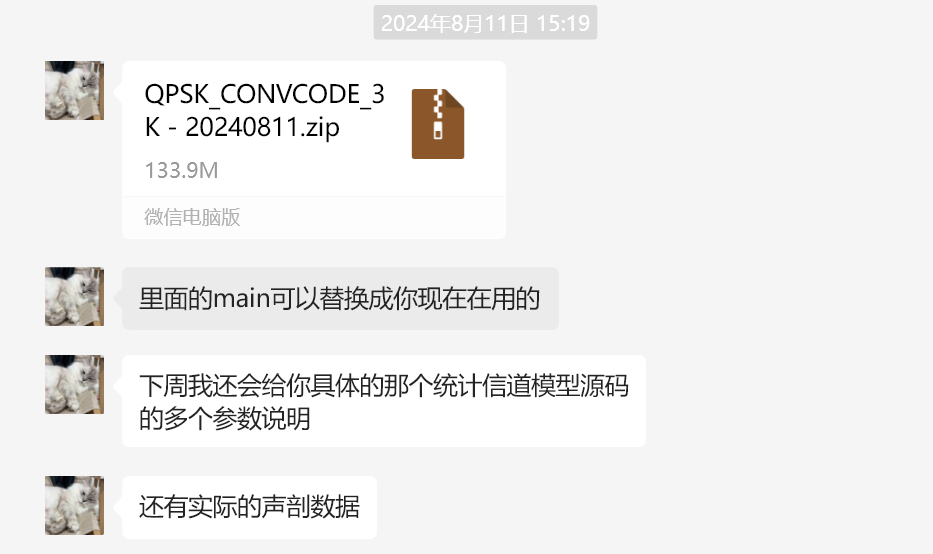 2024年8月11日 15:19
QPSK_CONVCODE_3
K - 20240811.zip
133.9M
微信电脑版
里面的main可以替换成你现在在用的
下周我还会给你具体的那个统计信道模型源码
的多个参数说明
还有实际的声剖数据